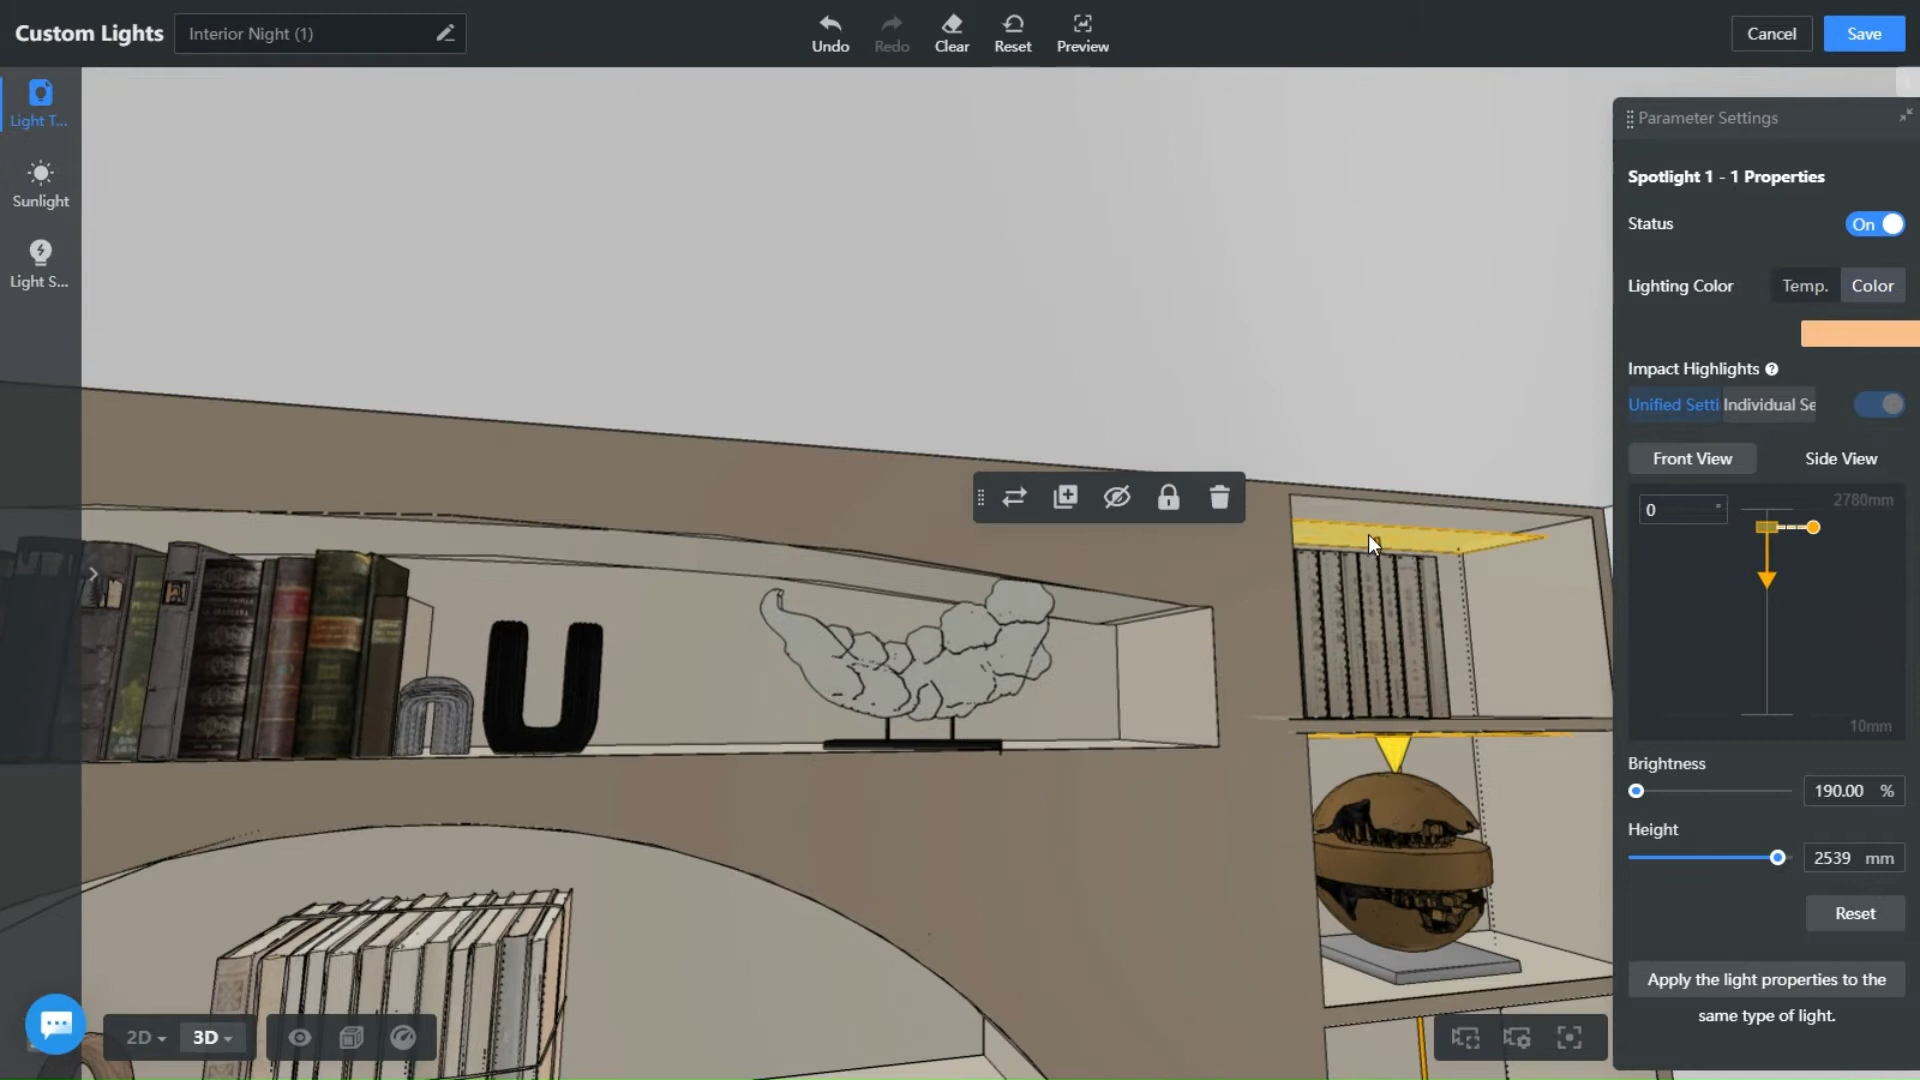 Custom Lights
Interior Night (1)
Undo
Redo
Clear
Reset
Preview
Cancel
Save
Light T...
Sunlight
Light S...
Parameter Settings
Spotlight 1 - 1 Properties
Status
On
Lighting Color
Temp.
Color
Impact Highlights ?
Unified Setti
Individual Se
Front View
Side View
0 °
2780mm
10mm
Brightness
190.00 %
Height
2539 mm
Reset
Apply the light properties to the
same type of light.
2D
3D